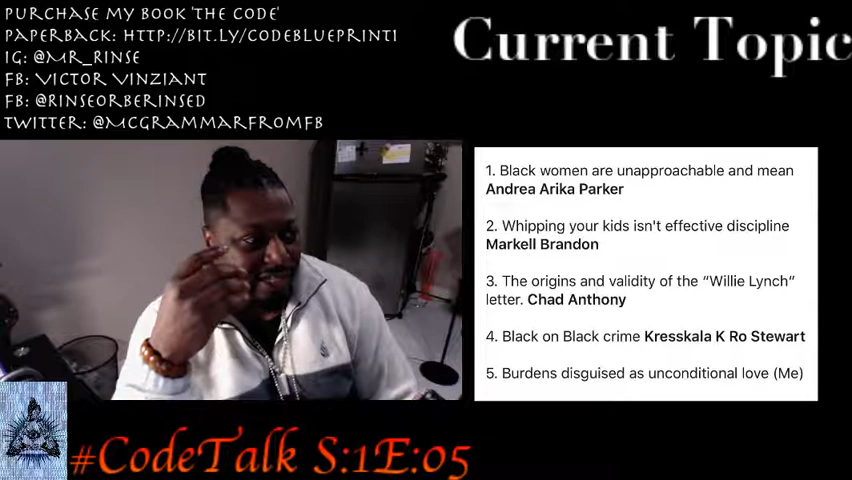 PURCHASE MY BOOK 'THE CODE'
PAPERBACK: HTTP://BIT.LY/CODEBLUEPRINT1
IG: @MR_RINSE
FB: VICTOR VINZIANT
FB: @RINSEORBERINSED
TWITTER: @MCGRAMMARFROMFB
Current Topic
1. Black women are unapproachable and mean
Andrea Arika Parker
2. Whipping your kids isn't effective discipline
Markell Brandon
3. The origins and validity of the “Willie Lynch”
letter. Chad Anthony
4. Black on Black crime Kresskala K Ro Stewart
5. Burdens disguised as unconditional love (Me)
#CodeTalk S:1E:05